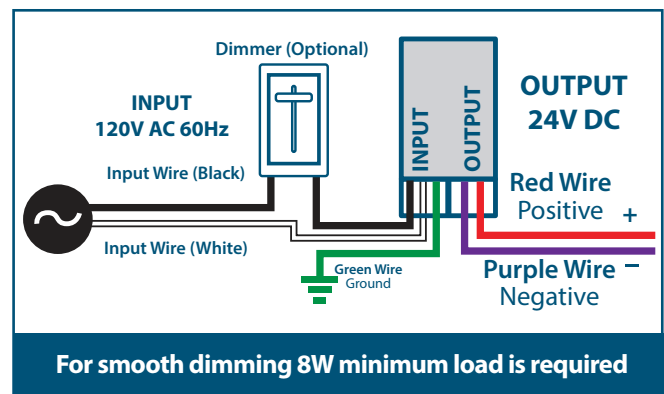 Dimmer (Optional)
INPUT
120V AC 60Hz
Input Wire (Black)
Input Wire (White)
INPUT
OUTPUT
OUTPUT
24V DC
Red Wire
Positive +
Purple Wire −
Negative
Green Wire
Ground
For smooth dimming 8W minimum load is required